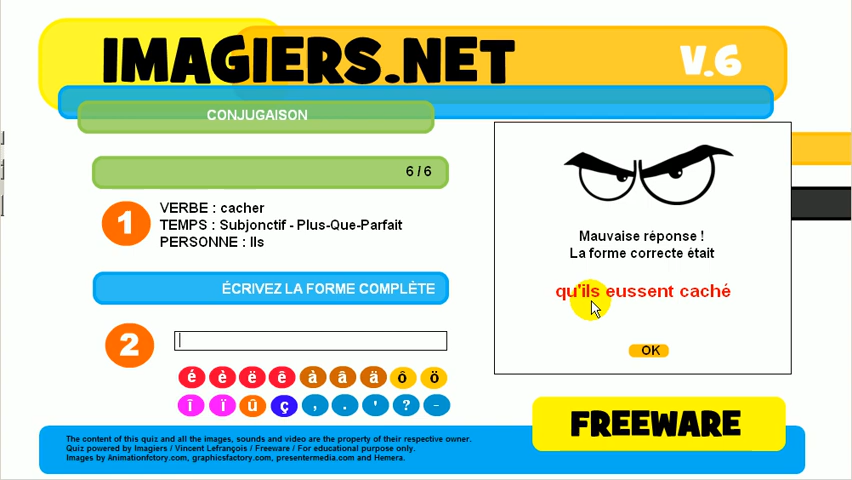 IMAGIERS.NET
V.6
CONJUGAISON
6 / 6
1
VERBE : cacher
TEMPS : Subjonctif - Plus-Que-Parfait
PERSONNE : Ils
ÉCRIVEZ LA FORME COMPLÈTE
2
é è ë ê à â ä ô ö
î ï û ç , . ' ? -
Mauvaise réponse !
La forme correcte était
qu'ils eussent caché
OK
FREEWARE
The content of this quiz and all the images, sounds and video are the property of their respective owner.
Quiz powered by Imagiers / Vincent Lefrançois / Freeware / For educational purpose only.
Images by Animationfctory.com, graphicsfactory.com, presentermedia.com and Hemera.